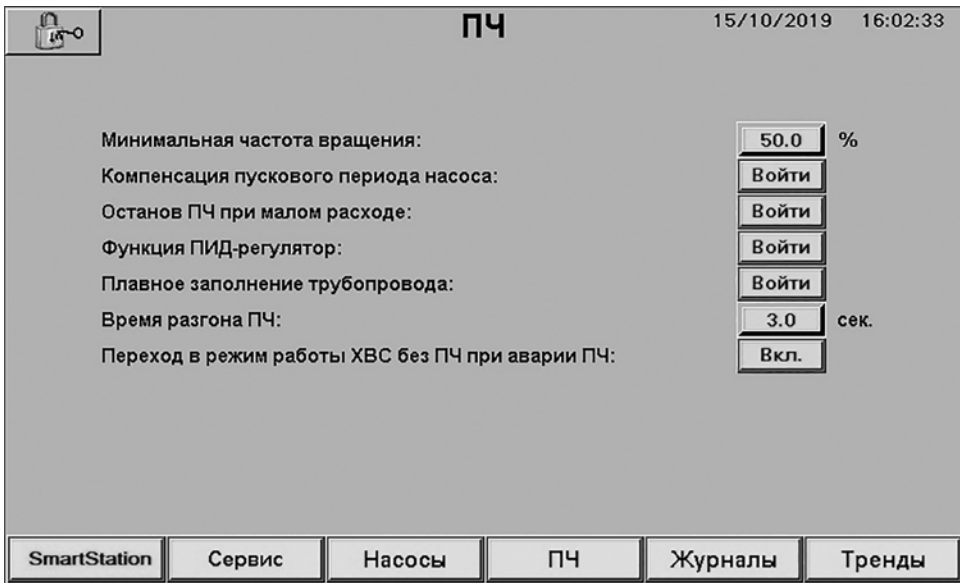 ПЧ 15/10/2019 16:02:33
Минимальная частота вращения: 50.0 %
Компенсация пускового периода насоса: Войти
Останов ПЧ при малом расходе: Войти
Функция ПИД-регулятор: Войти
Плавное заполнение трубопровода: Войти
Время разгона ПЧ: 3.0 сек.
Переход в режим работы ХВС без ПЧ при аварии ПЧ: Вкл.
SmartStation Сервис Насосы ПЧ Журналы Тренды